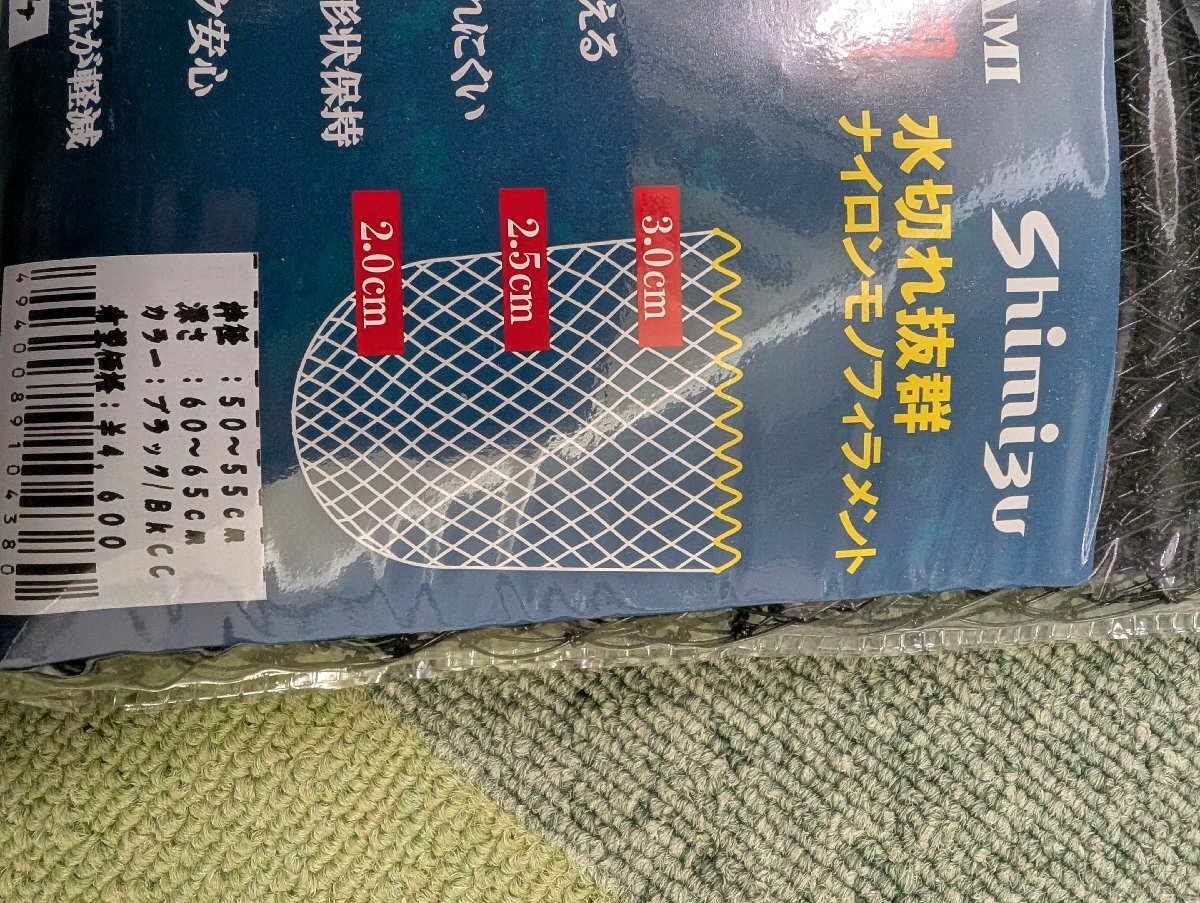 AMI
Shimizu
水切れ抜群
ナイロンモノフィラメント
える
れにくい
形状保持
安心
抗が軽減
3.0cm
2.5cm
2.0cm
枠径 :50~55cm
深さ :60~65cm
カラー:ブラック/BkCC
希望価格:¥4,600
4940089104380